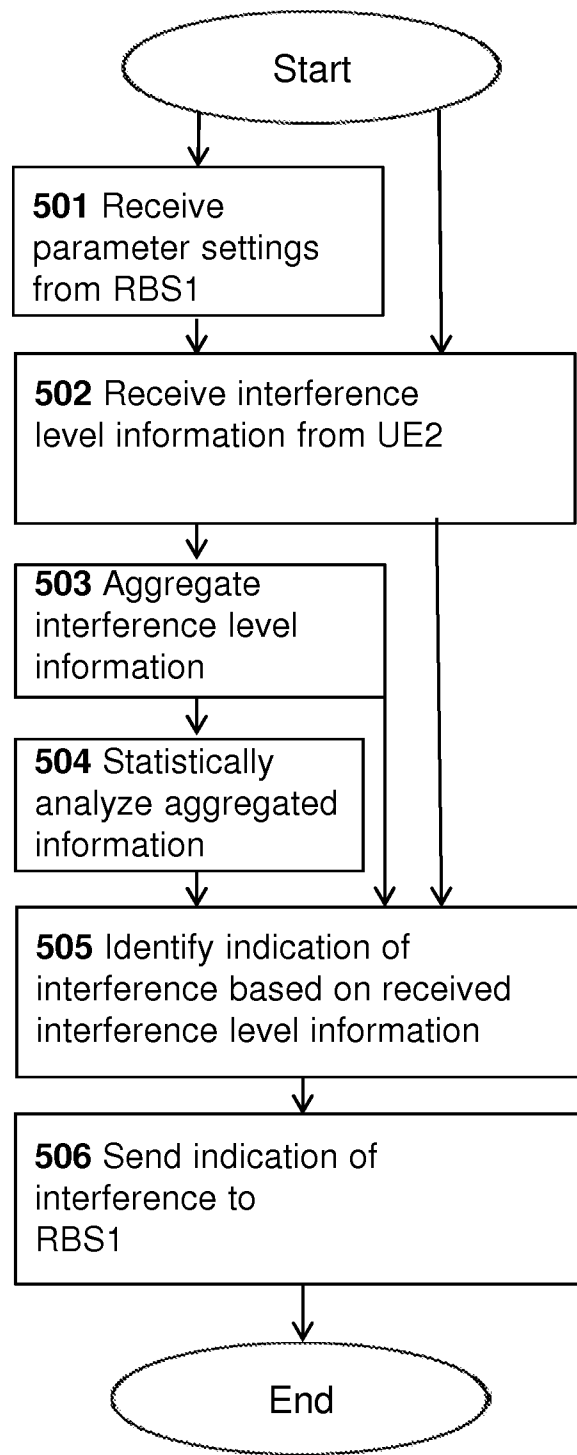 Start
501 Receive
parameter settings
from RBS1
502 Receive interference
level information from UE2
503 Aggregate
interference level
information
504 Statistically
analyze aggregated
information
505 Identify indication of
interference based on received
interference level information
506 Send indication of
interference to
RBS1
End